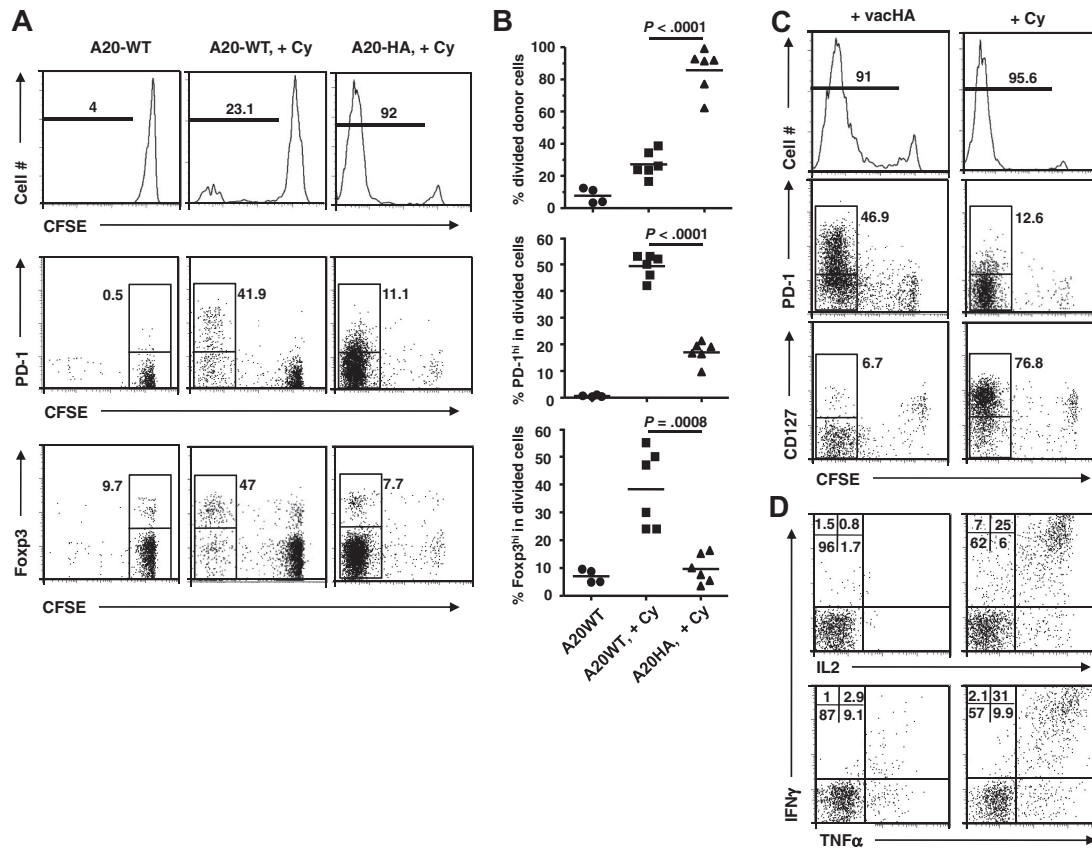 A
A20-WT
A20-WT, + Cy
A20-HA, + Cy
4
23.1
92
Cell #
CFSE
0.5
41.9
11.1
PD-1
CFSE
9.7
47
7.7
Foxp3
CFSE
B
P < .0001
100
80
60
40
20
0
% divided donor cells
P < .0001
60
50
40
30
20
10
0
% PD-1hi in divided cells
P = .0008
60
50
40
30
20
10
0
% Foxp3hi in divided cells
A20WT
A20WT, + Cy
A20HA, + Cy
C
+ vacHA
+ Cy
91
95.6
Cell #
46.9
12.6
PD-1
6.7
76.8
CD127
CFSE
D
1.5 0.8
96 1.7
7 25
62 6
IL2
1 2.9
87 9.1
2.1 31
57 9.9
IFNγ
TNFα